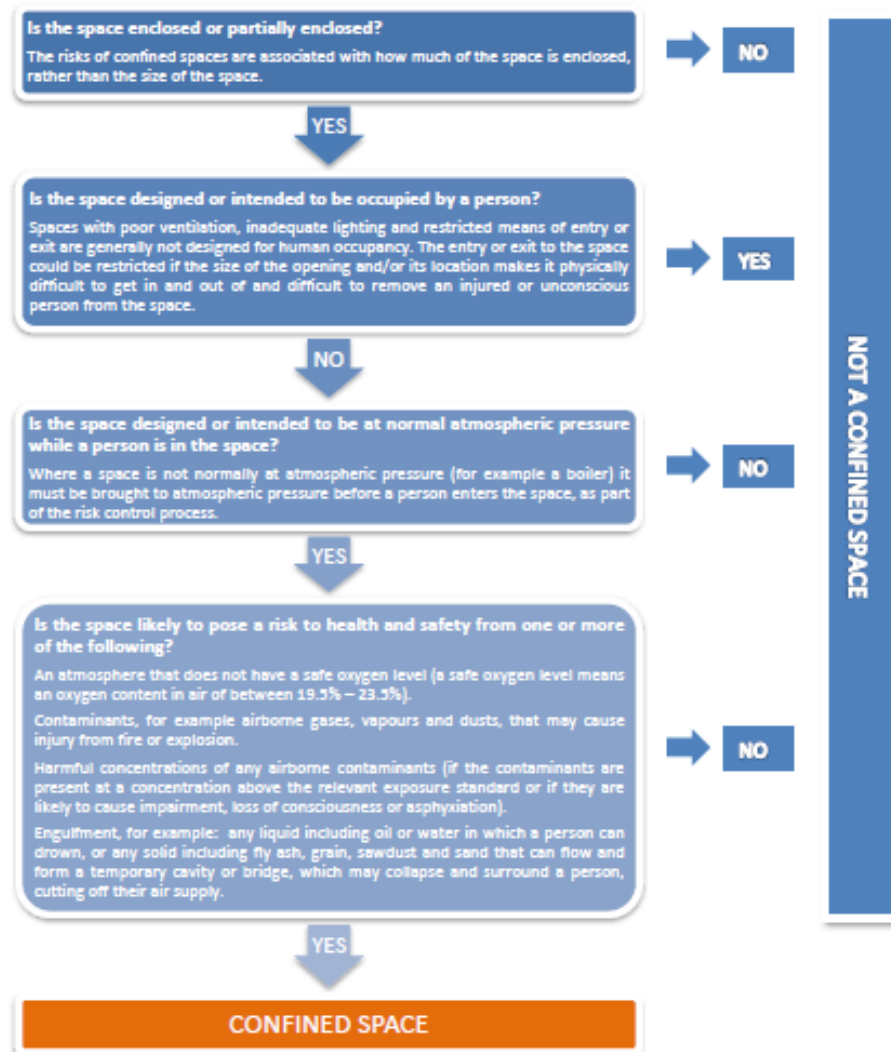 Is the space enclosed or partially enclosed?
The risks of confined spaces are associated with how much of the space is enclosed,
rather than the size of the space.
NO
YES
Is the space designed or intended to be occupied by a person?
Spaces with poor ventilation, inadequate lighting and restricted means of entry or
exit are generally not designed for human occupancy. The entry or exit to the space
could be restricted if the size of the opening and/or its location makes it physically
difficult to get in and out of and difficult to remove an injured or unconscious
person from the space.
YES
NO
Is the space designed or intended to be at normal atmospheric pressure
while a person is in the space?
Where a space is not normally at atmospheric pressure (for example a boiler) it
must be brought to atmospheric pressure before a person enters the space, as part
of the risk control process.
NO
YES
Is the space likely to pose a risk to health and safety from one or more
of the following?
An atmosphere that does not have a safe oxygen level (a safe oxygen level means
an oxygen content in air of between 19.5% – 23.5%).
Contaminants, for example airborne gases, vapours and dusts, that may cause
injury from fire or explosion.
Harmful concentrations of any airborne contaminants (if the contaminants are
present at a concentration above the relevant exposure standard or if they are
likely to cause impairment, loss of consciousness or asphyxiation).
Engulfment, for example: any liquid including oil or water in which a person can
drown, or any solid including fly ash, grain, sawdust and sand that can flow and
form a temporary cavity or bridge, which may collapse and surround a person,
cutting off their air supply.
NO
YES
CONFINED SPACE
NOT A CONFINED SPACE